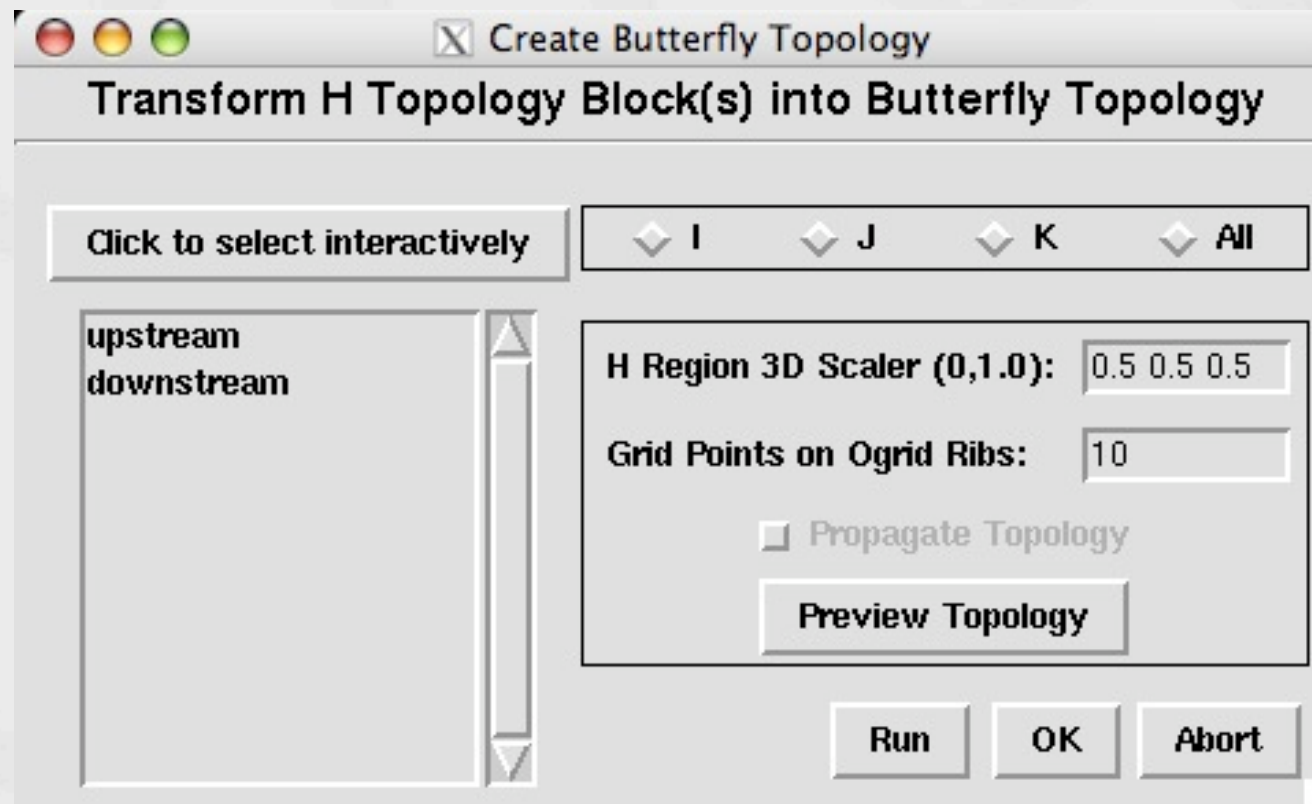 Create Butterfly Topology
Transform H Topology Block(s) into Butterfly Topology
Click to select interactively
I J K All
upstream
downstream
H Region 3D Scaler (0,1.0): 0.5 0.5 0.5
Grid Points on Ogrid Ribs: 10
Propagate Topology
Preview Topology
Run OK Abort